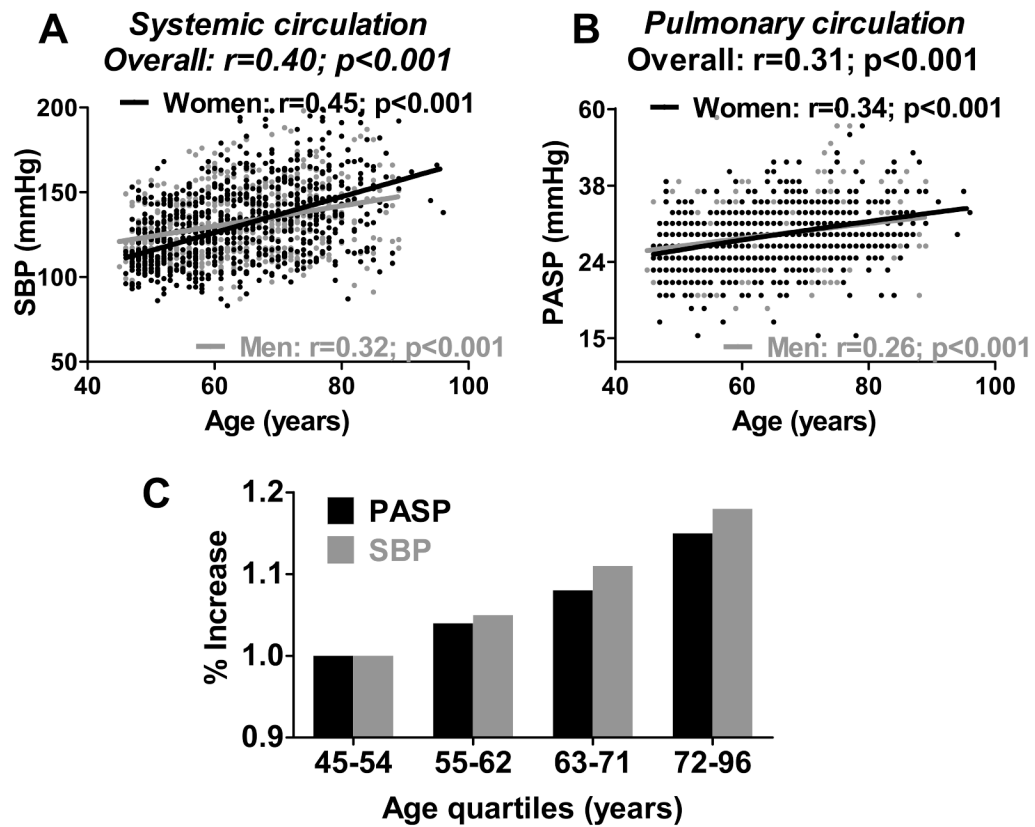 A
Systemic circulation
Overall: r=0.40; p<0.001
Women: r=0.45; p<0.001
200
150
100
50
SBP (mmHg)
Men: r=0.32; p<0.001
40
60
80
100
Age (years)
B
Pulmonary circulation
Overall: r=0.31; p<0.001
Women: r=0.34; p<0.001
60
38
24
15
PASP (mmHg)
Men: r=0.26; p<0.001
40
60
80
100
Age (years)
C
1.2
1.1
1.0
0.9
% Increase
PASP
SBP
45-54
55-62
63-71
72-96
Age quartiles (years)